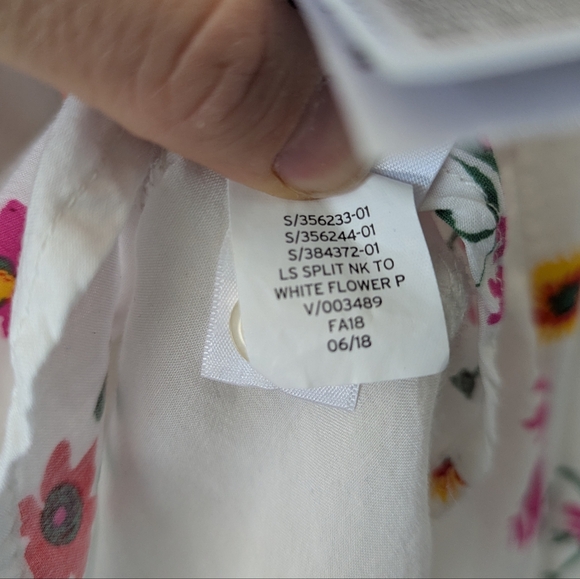 S/356233-01
S/356244-01
S/384372-01
LS SPLIT NK TO
WHITE FLOWER P
V/003489
FA18
06/18